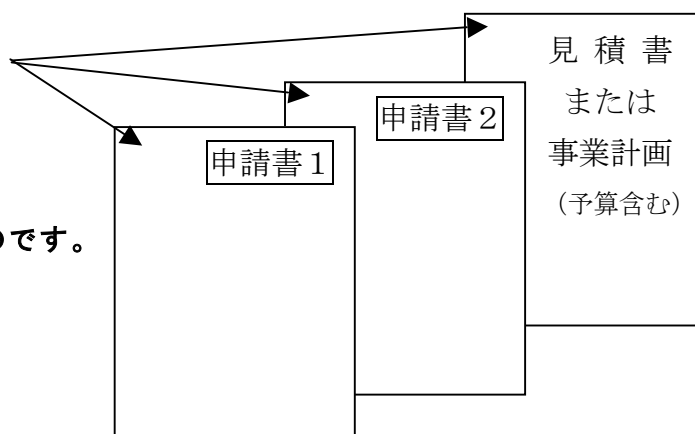 見積書
または
事業計画
（予算含む）
申請書２
申請書１
のです。